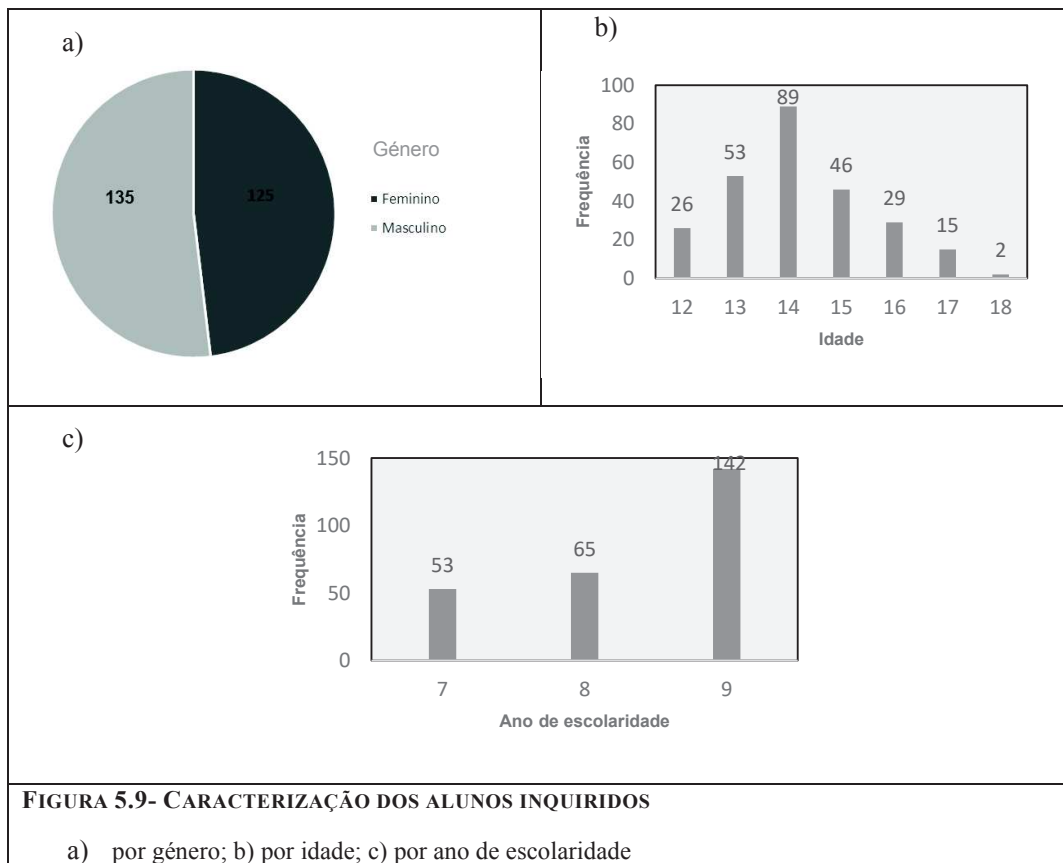 a)
Género
135
125
Feminino
Masculino
b)
Frequência
100
80
60
40
20
0
26
53
89
46
29
15
2
12 13 14 15 16 17 18
Idade
c)
Frequência
150
100
50
0
53
65
142
7 8 9
Ano de escolaridade
FIGURA 5.9- CARACTERIZAÇÃO DOS ALUNOS INQUIRIDOS
a) por género; b) por idade; c) por ano de escolaridade